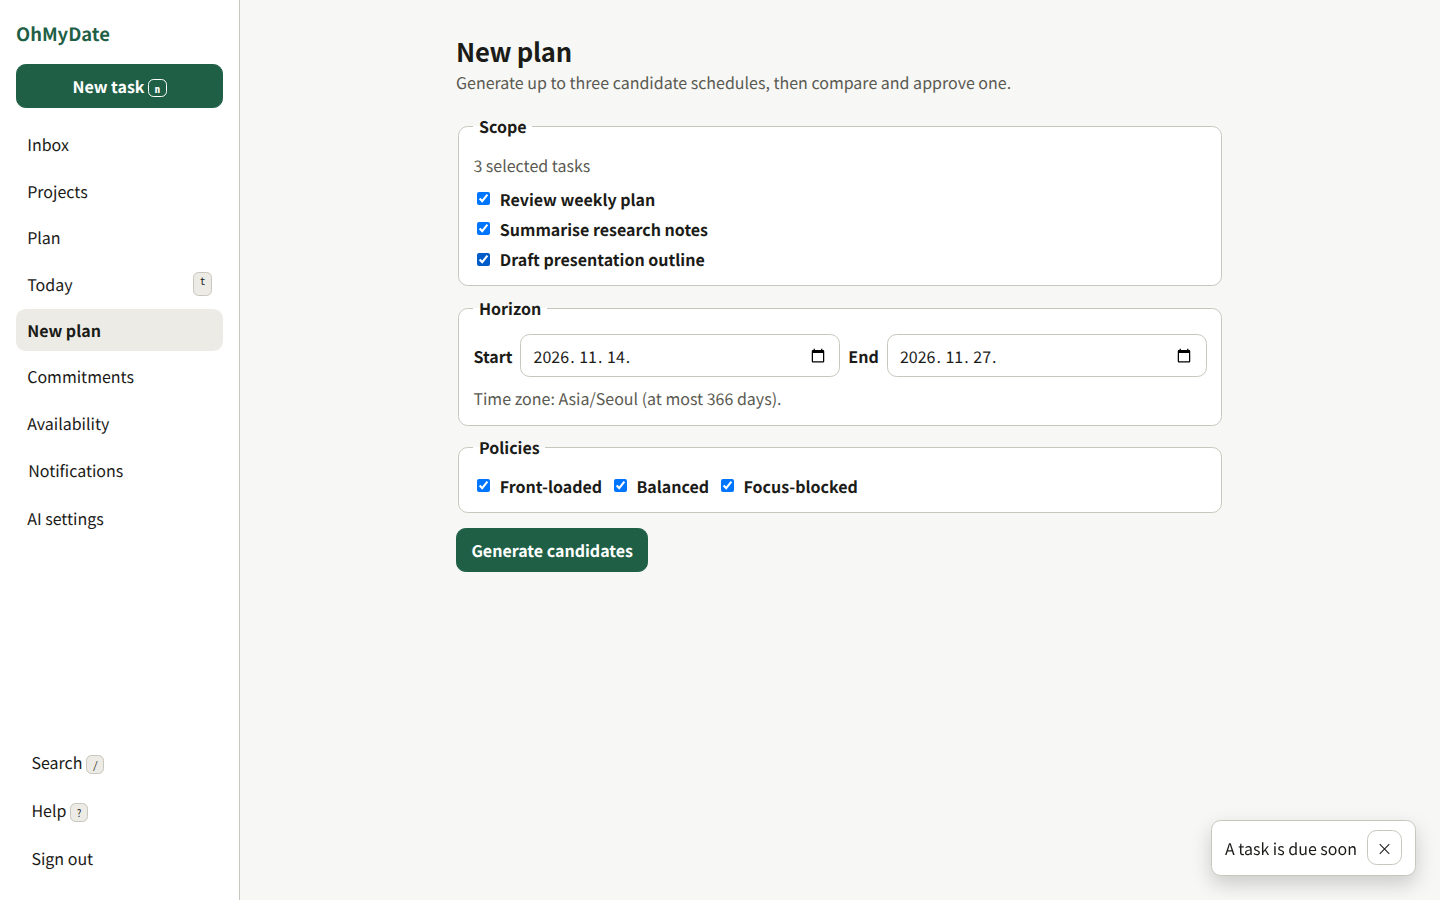 OhMyDate
New task n
Inbox
Projects
Plan
Today t
New plan
Commitments
Availability
Notifications
AI settings
Search /
Help ?
Sign out
New plan
Generate up to three candidate schedules, then compare and approve one.
Scope
3 selected tasks
Review weekly plan
Summarise research notes
Draft presentation outline
Horizon
Start 2026. 11. 14. End 2026. 11. 27.
Time zone: Asia/Seoul (at most 366 days).
Policies
Front-loaded Balanced Focus-blocked
Generate candidates
A task is due soon